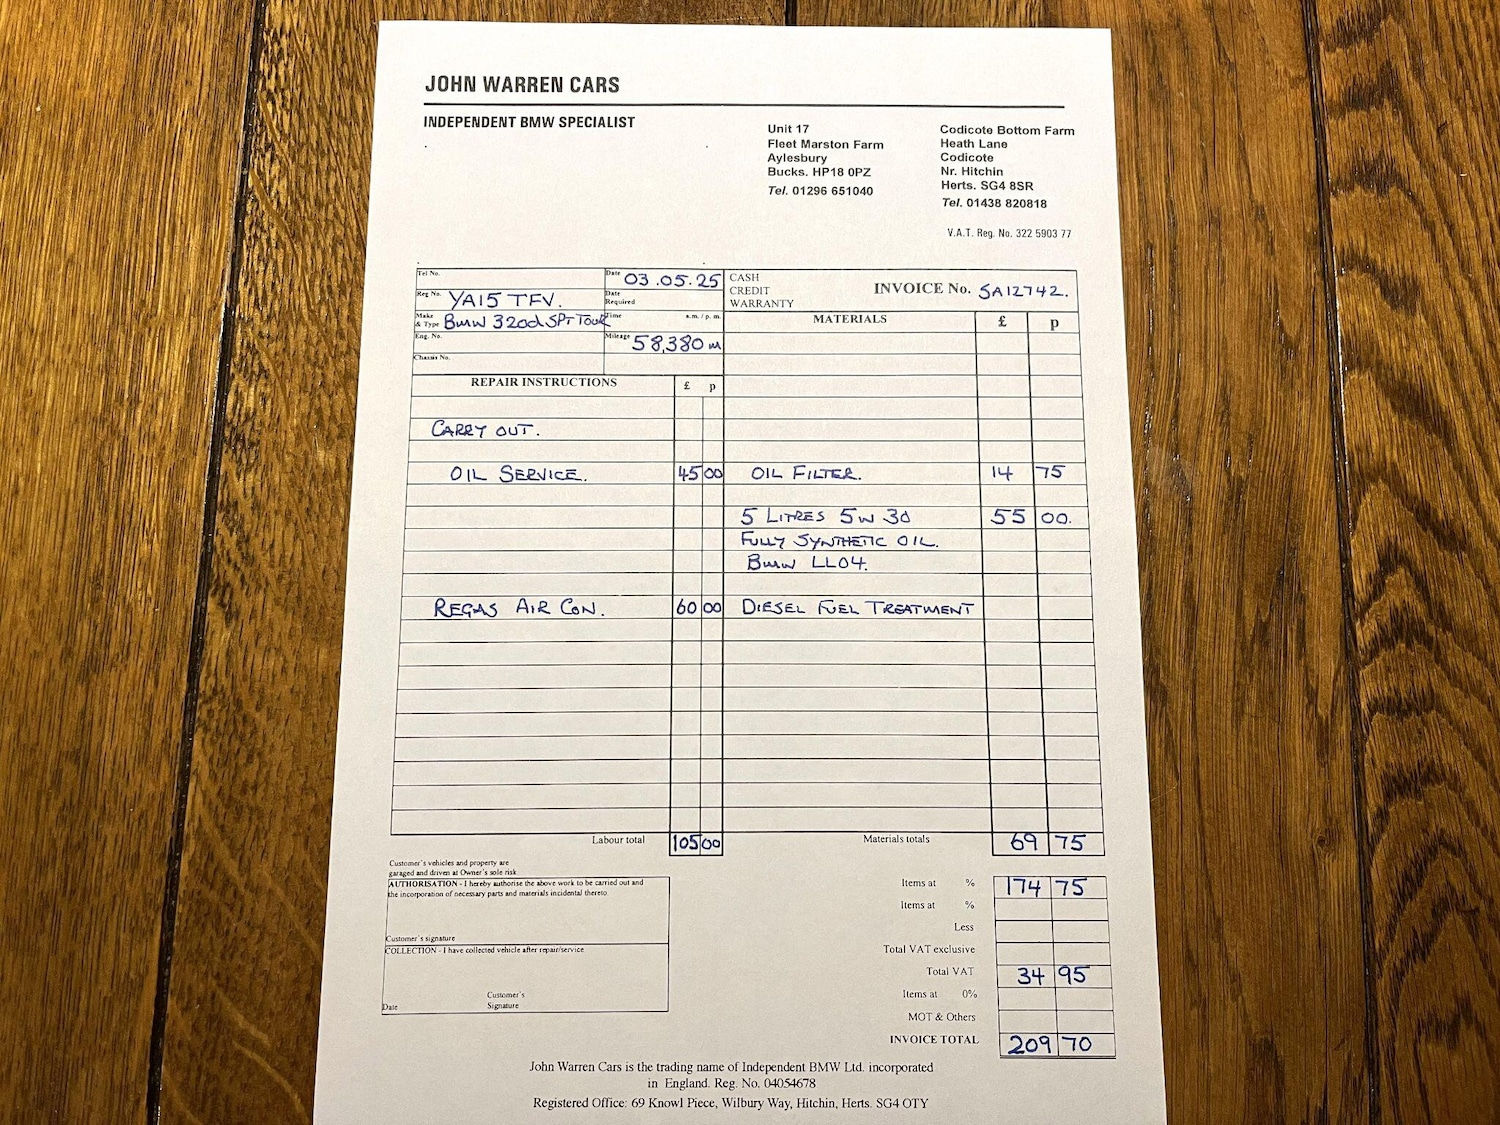 JOHN WARREN CARS
INDEPENDENT BMW SPECIALIST
Unit 17
Fleet Marston Farm
Aylesbury
Bucks. HP18 0PZ
Tel. 01296 651040
Codicote Bottom Farm
Heath Lane
Codicote
Nr. Hitchin
Herts. SG4 8SR
Tel. 01438 820818
V.A.T. Reg. No. 322 5903 77
Tel No.
Date 03.05.25
CASH
CREDIT
WARRANTY
INVOICE No. SA12742.
Reg No. YA15 TFV.
Date Required
Make & Type BMW 320d SPT TOUR
Time a.m. / p.m.
Eng. No.
Mileage 58,380 M
Chassis No.
MATERIALS £ p
REPAIR INSTRUCTIONS £ p
CARRY OUT.
OIL SERVICE. 45 00 OIL FILTER. 14 75
5 LITRES 5W 30 55 00.
FULLY SYNTHETIC OIL.
BMW LL04.
REGAS AIR CON. 60 00 DIESEL FUEL TREATMENT
Labour total 105 00 Materials totals 69 75
Customer's vehicles and property are
garaged and driven at Owner's sole risk
AUTHORISATION - I hereby authorise the above work to be carried out and
the incorporation of necessary parts and materials incidental thereto
Customer's signature
COLLECTION - I have collected vehicle after repair/service
Date Customer's Signature
Items at % 174 75
Items at %
Less
Total VAT exclusive
Total VAT 34 95
Items at 0%
MOT & Others
INVOICE TOTAL 209 70
John Warren Cars is the trading name of Independent BMW Ltd. incorporated
in England. Reg. No. 04054678
Registered Office: 69 Knowl Piece, Wilbury Way, Hitchin, Herts. SG4 OTY